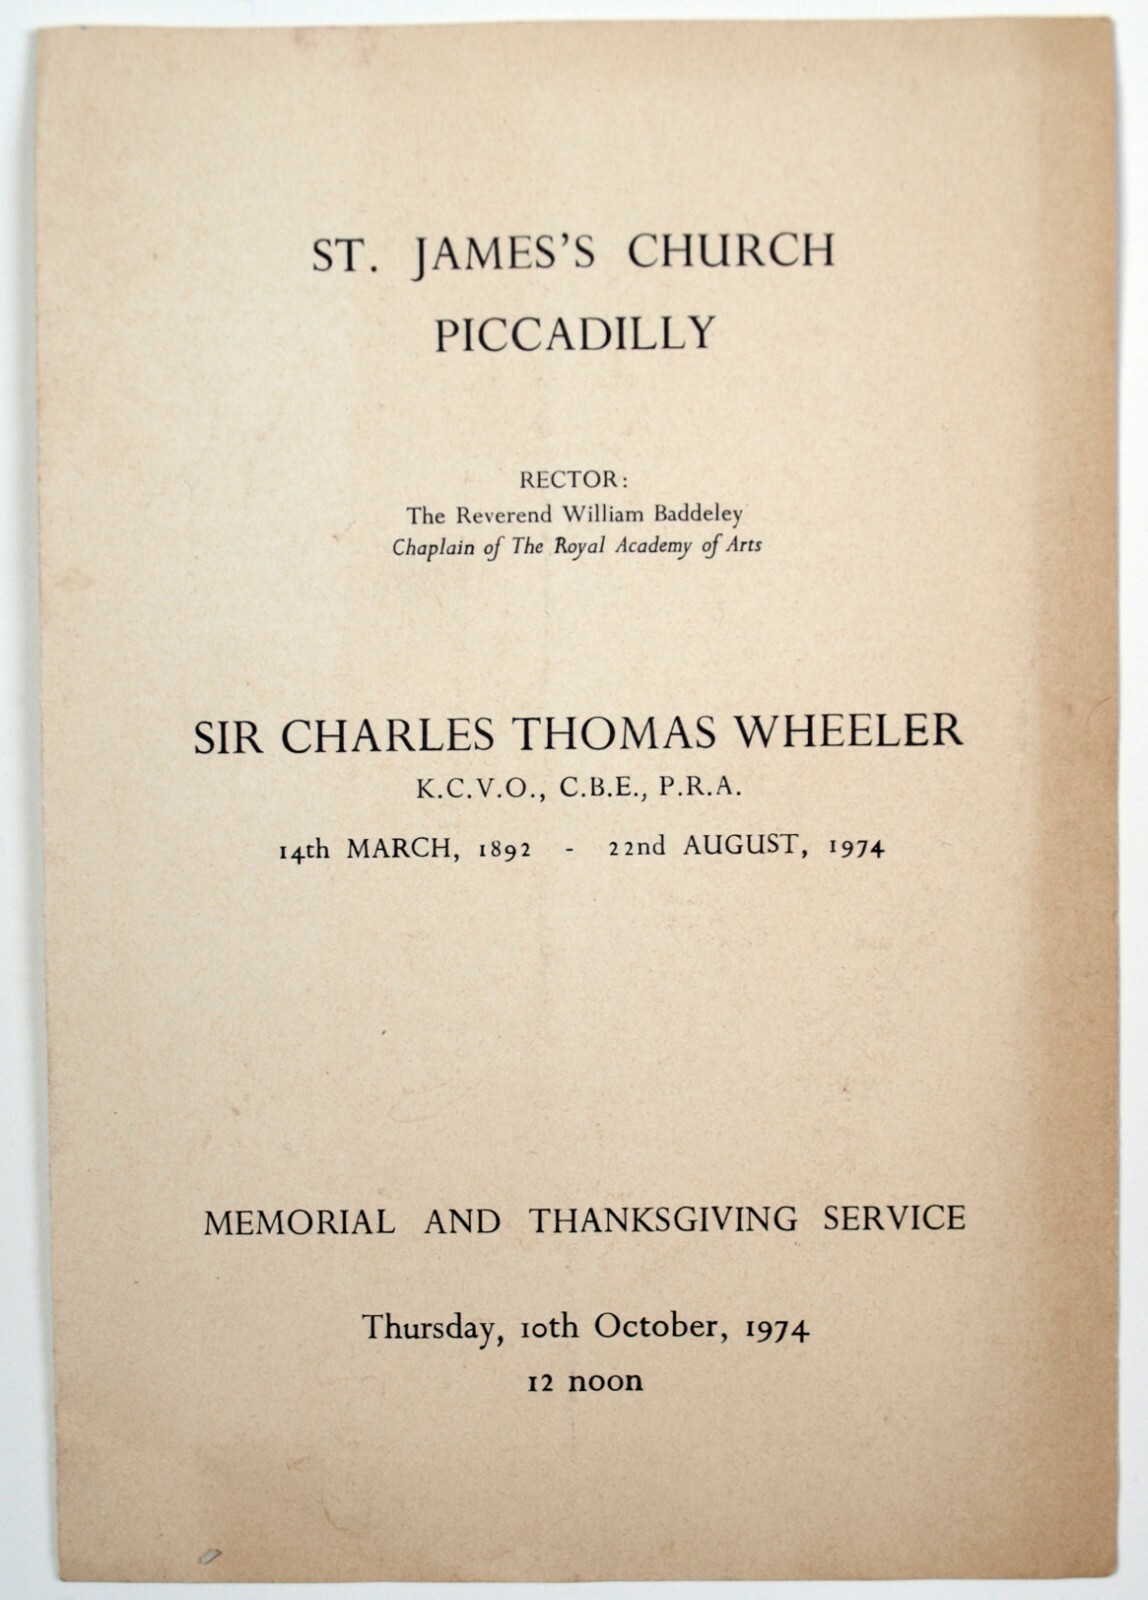 ST. JAMES'S CHURCH
PICCADILLY
RECTOR:
The Reverend William Baddeley
Chaplain of The Royal Academy of Arts
SIR CHARLES THOMAS WHEELER
K.C.V.O., C.B.E., P.R.A.
14th MARCH, 1892 - 22nd AUGUST, 1974
MEMORIAL AND THANKSGIVING SERVICE
Thursday, 10th October, 1974
12 noon